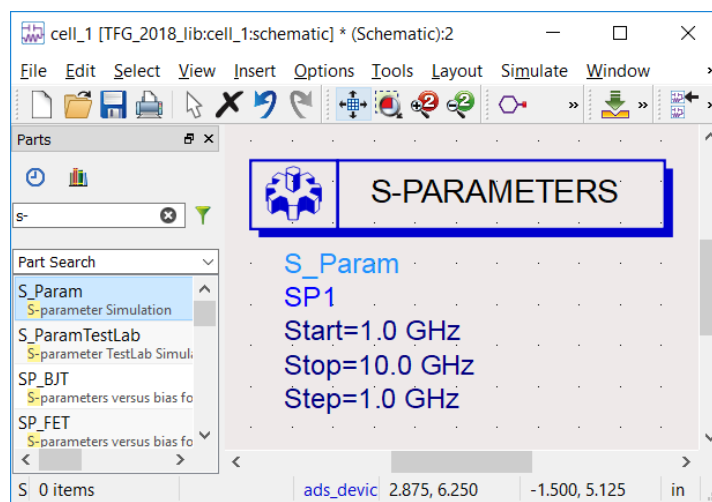 cell_1 [TFG_2018_lib:cell_1:schematic] * (Schematic):2
File Edit Select View Insert Options Tools Layout Simulate Window
Parts
s-
Part Search
S_Param
S-parameter Simulation
S_ParamTestLab
S-parameter TestLab Simul
SP_BJT
S-parameters versus bias fo
SP_FET
S-parameters versus bias fo
S-PARAMETERS
S_Param
SP1
Start=1.0 GHz
Stop=10.0 GHz
Step=1.0 GHz
S 0 items ads_devic 2.875, 6.250 -1.500, 5.125 in